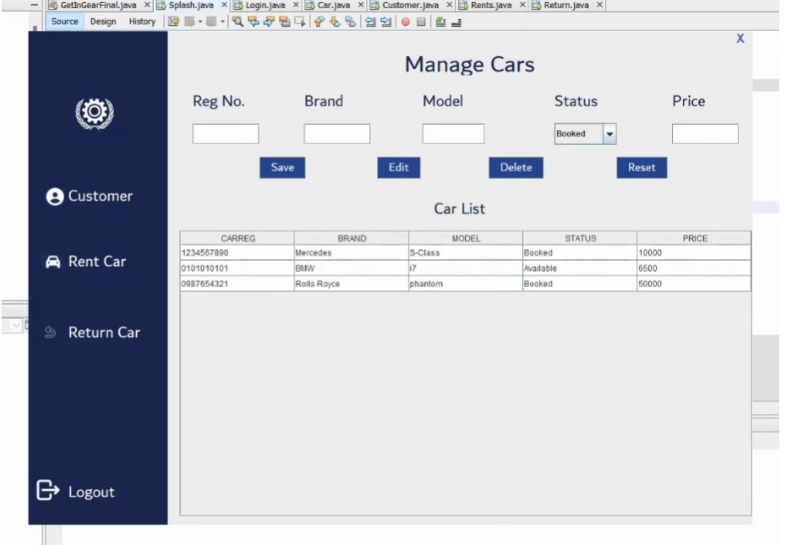 GetInGearFinal.java × Splash.java × Login.java × Car.java × Customer.java × Rents.java × Return.java ×
Source Design History
X
Manage Cars
Reg No. Brand Model Status Price
Booked
Save Edit Delete Reset
Customer
Car List
CARREG BRAND MODEL STATUS PRICE
1234567890 Mercedes S-Class Booked 10000
0101010101 BMW i7 Available 6500
0987654321 Rolls Royce phantom Booked 50000
Rent Car
Return Car
Logout